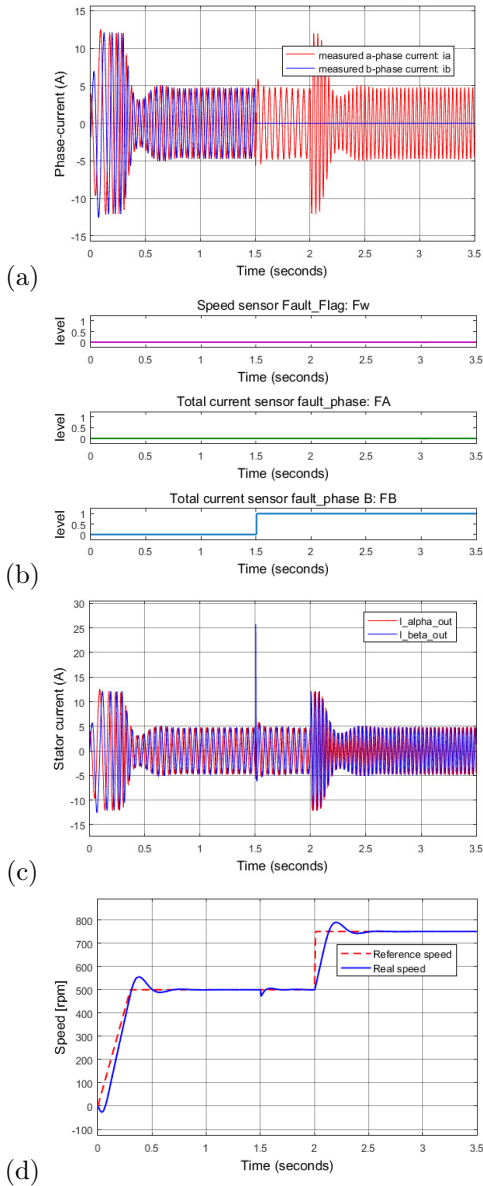 15
10
5
0
-5
-10
-15
Phase-current (A)
measured a-phase current: ia
measured b-phase current: ib
0 0.5 1 1.5 2 2.5 3 3.5
Time (seconds)
(a)
Speed sensor Fault_Flag: Fw
level
1
0.5
0
0 0.5 1 1.5 2 2.5 3 3.5
Time (seconds)
Total current sensor fault_phase: FA
level
1
0.5
0
0 0.5 1 1.5 2 2.5 3 3.5
Time (seconds)
Total current sensor fault_phase B: FB
level
1
0.5
0
0 0.5 1 1.5 2 2.5 3 3.5
Time (seconds)
(b)
30
25
20
15
10
5
0
-5
-10
-15
Stator current (A)
I_alpha_out
I_beta_out
0 0.5 1 1.5 2 2.5 3 3.5
Time (seconds)
(c)
800
700
600
500
400
300
200
100
0
-100
Speed [rpm]
Reference speed
Real speed
0 0.5 1 1.5 2 2.5 3 3.5
Time (seconds)
(d)